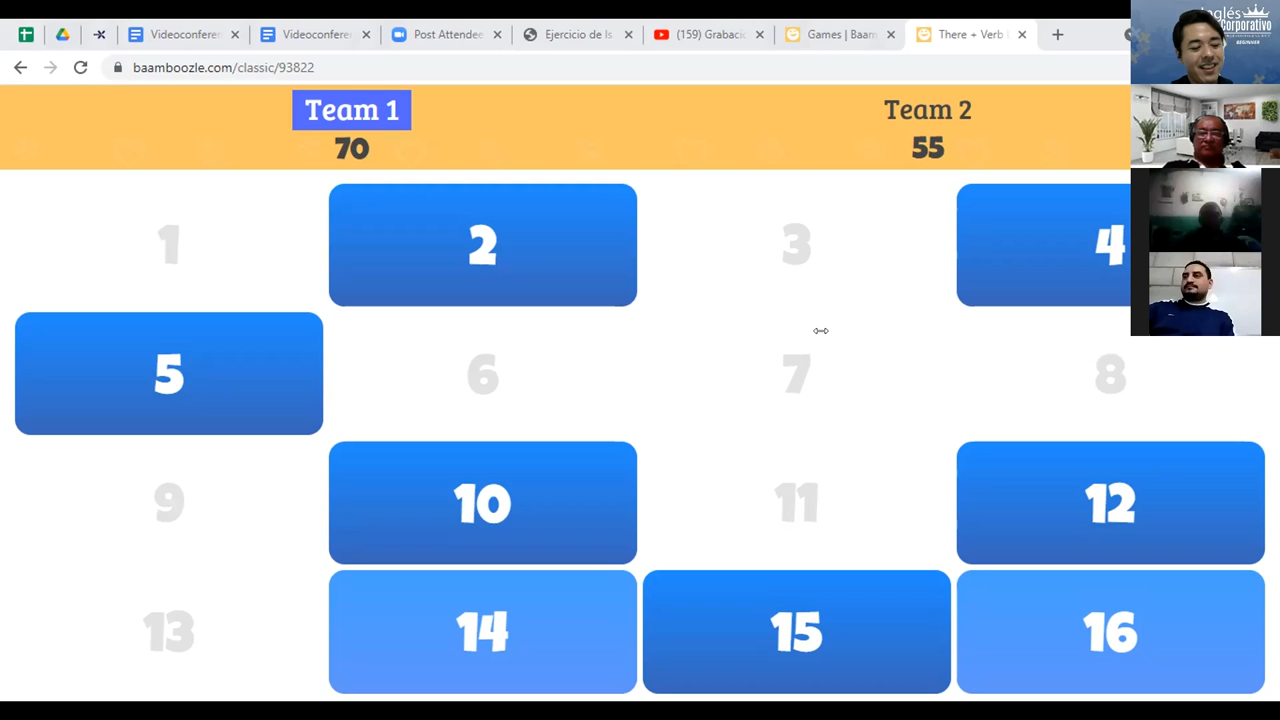 Videoconferen
Videoconferen
Post Attendee
Ejercicio de Is
(159) Grabacio
Games | Baam
There + Verb |
baamboozle.com/classic/93822
Inglés
Corporativo
BEGINNER
Team 1
70
Team 2
55
1
2
3
4
5
6
7
8
9
10
11
12
13
14
15
16